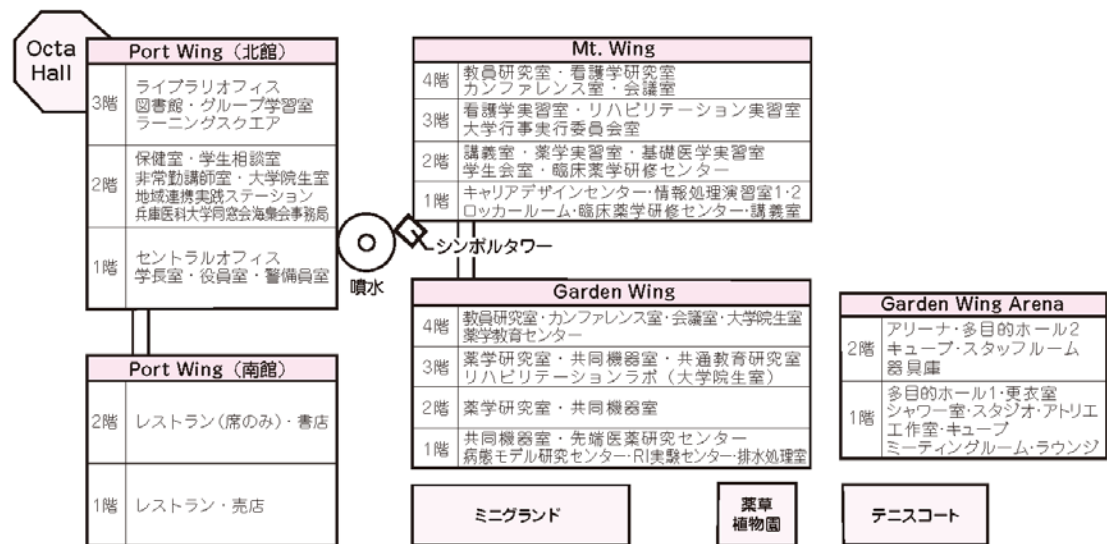 Octa
Hall
Port Wing（北館）
3階
ライブラリオフィス
図書館・グループ学習室
ラーニングスクエア
2階
保健室・学生相談室
非常勤講師室・大学院生室
地域連携実践ステーション
兵庫医科大学同窓会海梟会事務局
1階
セントラルオフィス
学長室・役員室・警備員室
Port Wing（南館）
2階
レストラン(席のみ)・書店
1階
レストラン・売店
噴水
シンボルタワー
Mt. Wing
4階
教員研究室・看護学研究室
カンファレンス室・会議室
3階
看護学実習室・リハビリテーション実習室
大学行事実行委員会室
2階
講義室・薬学実習室・基礎医学実習室
学生会室・臨床薬学研修センター
1階
キャリアデザインセンター・情報処理演習室1・2
ロッカールーム・臨床薬学研修センター・講義室
Garden Wing
4階
教員研究室・カンファレンス室・会議室・大学院生室
薬学教育センター
3階
薬学研究室・共同機器室・共通教育研究室
リハビリテーションラボ（大学院生室）
2階
薬学研究室・共同機器室
1階
共同機器室・先端医薬研究センター
病態モデル研究センター・RI実験センター・排水処理室
Garden Wing Arena
2階
アリーナ・多目的ホール2
キューブ・スタッフルーム
器具庫
1階
多目的ホール1・更衣室
シャワー室・スタジオ・アトリエ
工作室・キューブ
ミーティングルーム・ラウンジ
ミニグランド
薬草
植物園
テニスコート